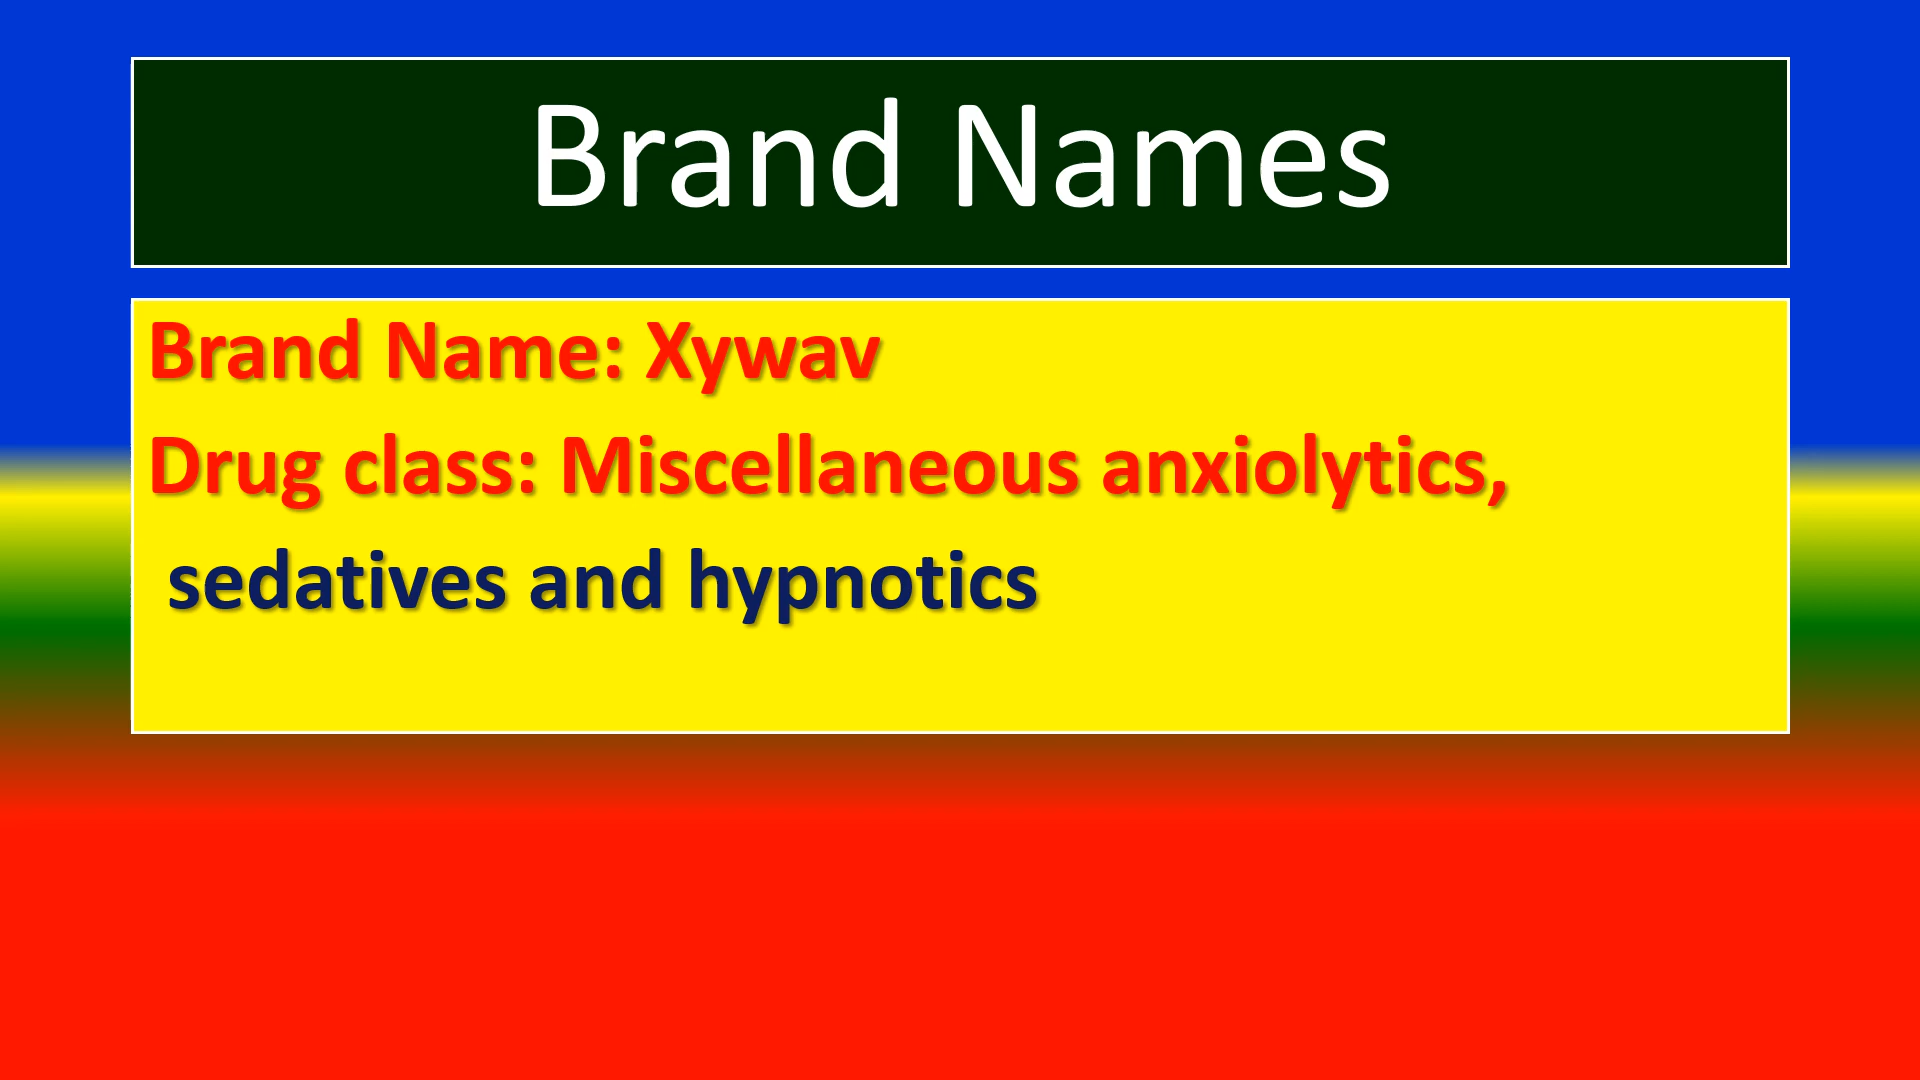 Brand Names
Brand Name: Xywav
Drug class: Miscellaneous anxiolytics,
sedatives and hypnotics